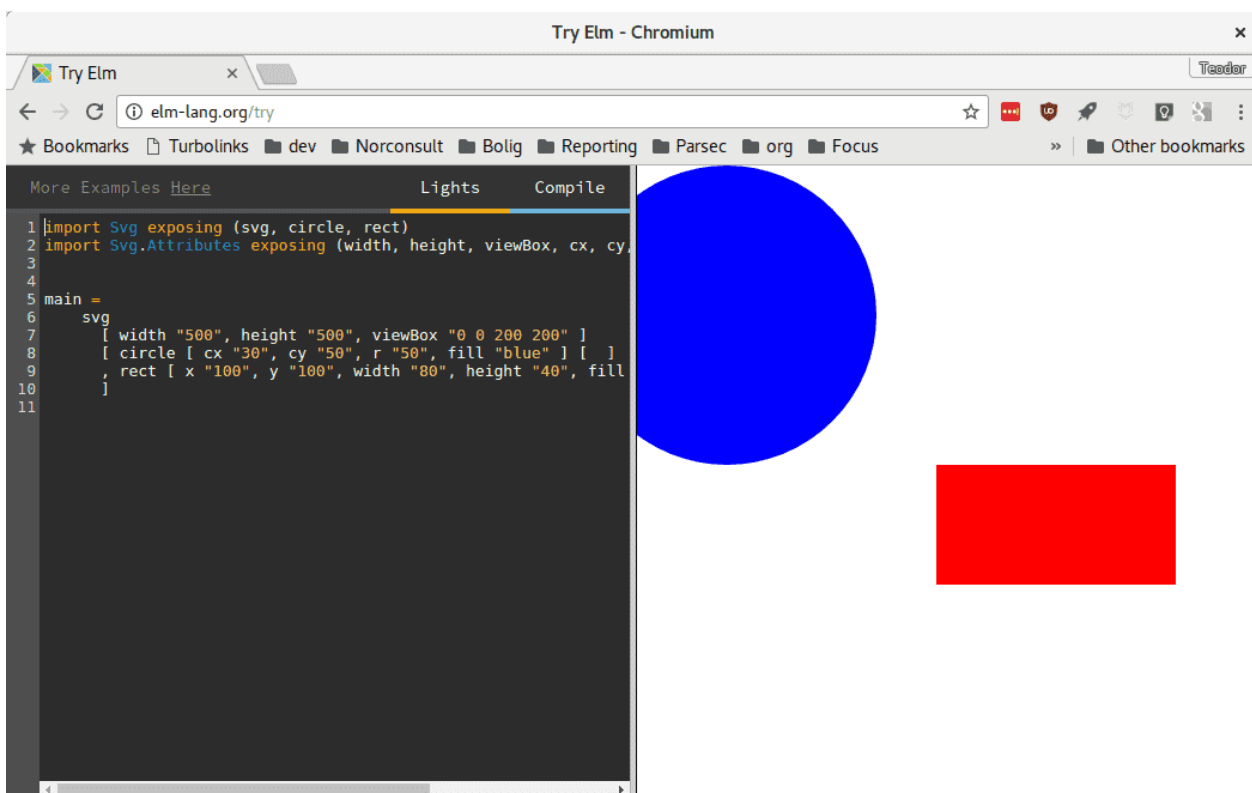 Try Elm - Chromium
Try Elm
Teodor
elm-lang.org/try
Bookmarks Turbolinks dev Norconsult Bolig Reporting Parsec org Focus » Other bookmarks
More Examples Here Lights Compile
1 import Svg exposing (svg, circle, rect)
2 import Svg.Attributes exposing (width, height, viewBox, cx, cy,
3
4
5 main =
6     svg
7       [ width "500", height "500", viewBox "0 0 200 200" ]
8       [ circle [ cx "30", cy "50", r "50", fill "blue" ] [  ]
9       , rect [ x "100", y "100", width "80", height "40", fill
10       ]
11